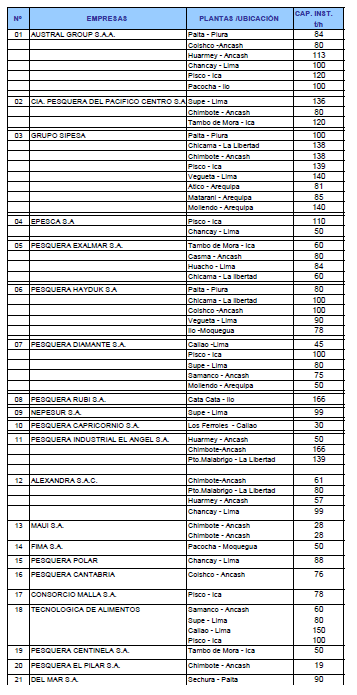 Nº EMPRESAS PLANTAS /UBICACIÓN CAP. INST. t/h
01 AUSTRAL GROUP S.A.A. Paita - Piura 84
Coishco -Ancash 80
Huarmey - Ancash 113
Chancay - Lima 100
Pisco - Ica 120
Pacocha - Ilo 100
02 CIA. PESQUERA DEL PACIFICO CENTRO S.A Supe - Lima 136
Chimbote - Ancash 80
Tambo de Mora - Ica 120
03 GRUPO SIPESA Paita - Piura 100
Chicama - La Libertad 138
Chimbote - Ancash 138
Pisco - Ica 139
Vegueta - Lima 140
Atico - Arequipa 81
Matarani - Arequipa 85
Mollendo - Arequipa 140
04 EPESCA S.A Pisco - Ica 110
Chancay - Lima 50
05 PESQUERA EXALMAR S.A. Tambo de Mora - Ica 60
Casma - Ancash 80
Huacho - Lima 84
Chicama - La libertad 60
06 PESQUERA HAYDUK S.A Paita - Piura 80
Chicama - La libertad 100
Coishco -Ancash 100
Vegueta - Lima 90
Ilo -Moquegua 78
07 PESQUERA DIAMANTE S.A. Callao -Lima 45
Pisco - Ica 100
Supe - Lima 80
Samanco - Ancash 75
Mollendo - Arequipa 50
08 PESQUERA RUBI S.A. Cata Cata - Ilo 166
09 NEPESUR S.A. Supe - Lima 99
10 PESQUERA CAPRICORNIO S.A. Los Ferroles - Callao 30
11 PESQUERA INDUSTRIAL EL ANGEL S.A. Huarmey - Ancash 50
Chimbote-Ancash 166
Pto.Malabrigo - La Libertad 139
12 ALEXANDRA S.A.C. Chimbote-Ancash 61
Pto.Malabrigo - La Libertad 80
Huarmey - Ancash 57
Chancay - Lima 99
13 MAUI S.A. Chimbote - Ancash 28
Chimbote - Ancash 28
14 FIMA S.A. Pacocha - Moquegua 50
15 PESQUERA POLAR Chancay - Lima 88
16 PESQUERA CANTABRIA Coishco - Ancash 76
17 CONSORCIO MALLA S.A. Pisco - Ica 78
18 TECNOLOGICA DE ALIMENTOS Samanco - Ancash 60
Supe - Lima 80
Callao - Lima 150
Pisco - Ica 100
19 PESQUERA CENTINELA S.A. Tambo de Mora - Ica 50
20 PESQUERA EL PILAR S.A. Chimbote - Ancash 19
21 DEL MAR S.A. Sechura - Paita 90